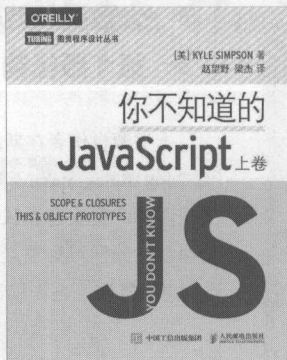 O'REILLY®
TURING 图灵程序设计丛书
[美] KYLE SIMPSON 著
赵望野 梁杰 译
你不知道的
JavaScript 上卷
SCOPE & CLOSURES
THIS & OBJECT PROTOTYPES
YOU DON'T KNOW
JS
中国工信出版集团 人民邮电出版社